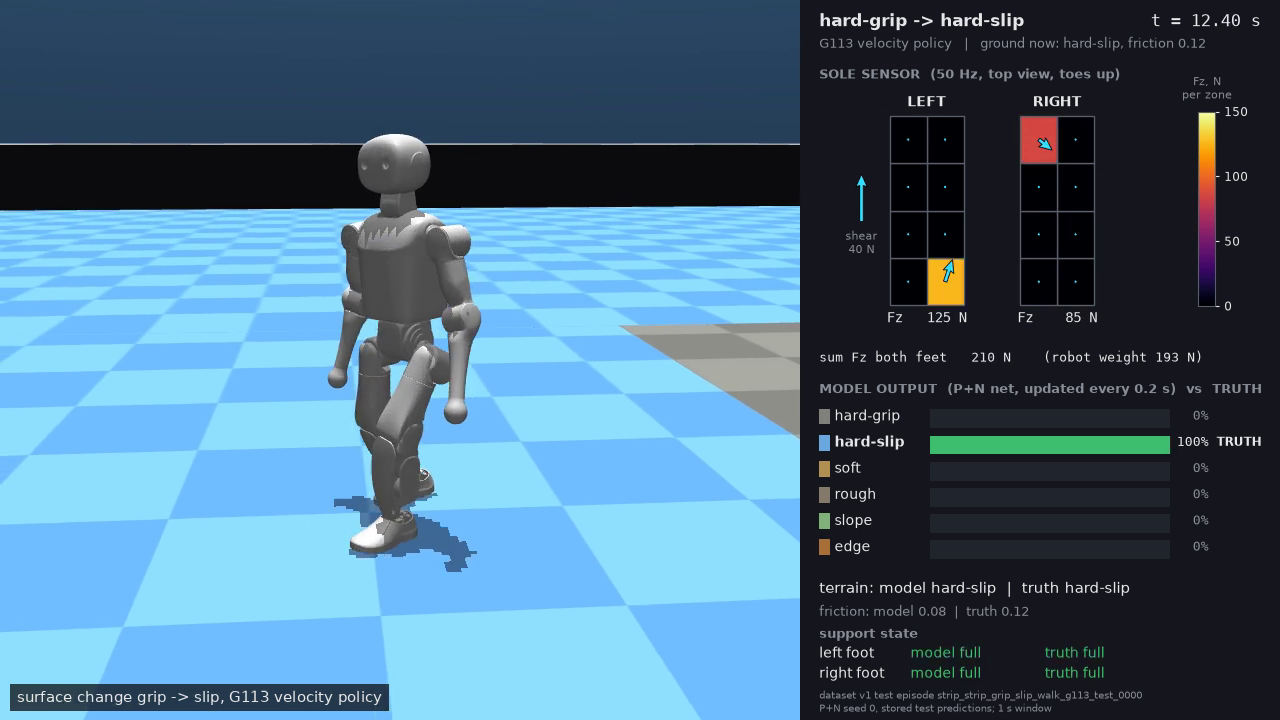 hard-grip -> hard-slip
t = 12.40 s
G113 velocity policy | ground now: hard-slip, friction 0.12
SOLE SENSOR (50 Hz, top view, toes up)
Fz, N
per zone
LEFT
RIGHT
150
100
50
0
shear
40 N
Fz 125 N
Fz 85 N
sum Fz both feet 210 N (robot weight 193 N)
MODEL OUTPUT (P+N net, updated every 0.2 s) vs TRUTH
hard-grip 0%
hard-slip 100% TRUTH
soft 0%
rough 0%
slope 0%
edge 0%
terrain: model hard-slip | truth hard-slip
friction: model 0.08 | truth 0.12
support state
left foot model full truth full
right foot model full truth full
dataset v1 test episode strip_strip_grip_slip_walk_g113_test_0000
P+N seed 0, stored test predictions; 1 s window
surface change grip -> slip, G113 velocity policy